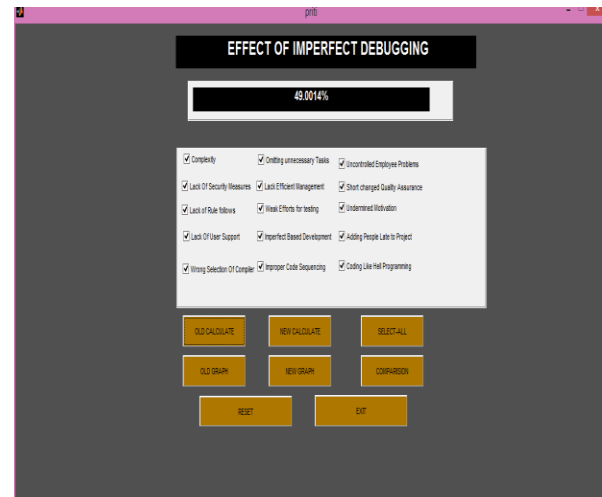 priti
EFFECT OF IMPERFECT DEBUGGING
49.0014%
Complexity Omitting unnecessary Tasks Uncontrolled Employee Problems
Lack Of Security Measures Lack Efficient Management Short changed Quality Assurance
Lack of Rule follows Weak Efforts for testing Undermined Motivation
Lack Of User Support Imperfect Based Development Adding People Late to Project
Wrong Selection Of Compiler Improper Code Sequencing Coding Like Hell Programming
OLD CALCULATE NEW CALCULATE SELECT-ALL
OLD GRAPH NEW GRAPH COMPARISION
RESET EXIT